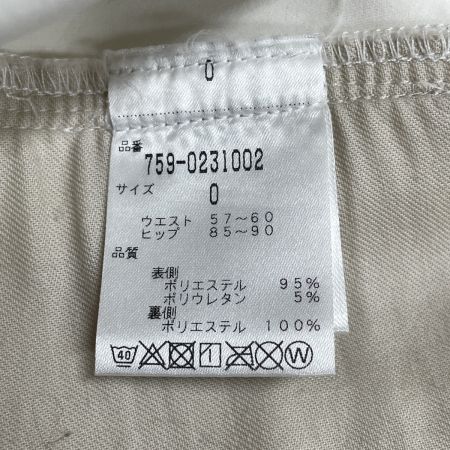 0
品番
759-0231002
サイズ
0
ウエスト 57～60
ヒップ 85～90
品質
表側
ポリエステル 95%
ポリウレタン 5%
裏側
ポリエステル 100%
40 1 W